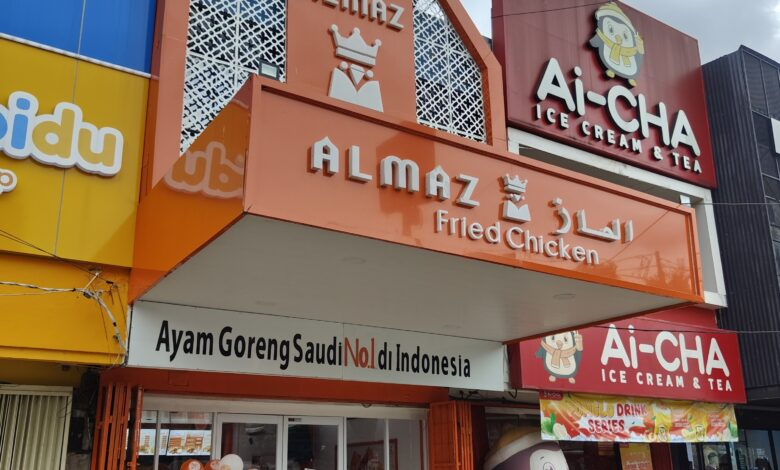 ALMAZ
Ai-CHA
ICE CREAM & TEA
bidu
ALMAZ
Fried Chicken
الماز
Ayam Goreng Saudi No.1 di Indonesia
Ai-CHA
ICE CREAM & TEA
DRINK
SERIES